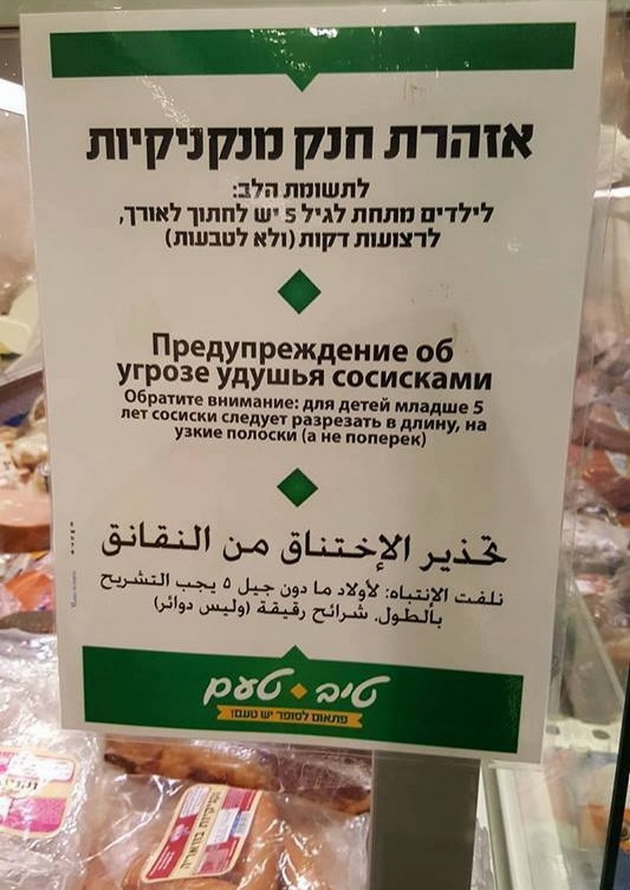 אזהרת חנק מנקניקיות
לתשומת הלב:
לילדים מתחת לגיל 5 יש לחתוך לאורך,
לרצועות דקות (ולא לטבעות)
Предупреждение об
угрозе удушья сосисками
Обратите внимание: для детей младше 5
лет сосиски следует разрезать в длину, на
узкие полоски (а не поперек)
تحذير الإختناق من النقانق
نلفت الإنتباه: لأولاد ما دون جيل ٥ يجب التشريح
بالطول، شرائح رقيقة (وليس دوائر)
טיב טעם
פתאום לסופר יש טעם!